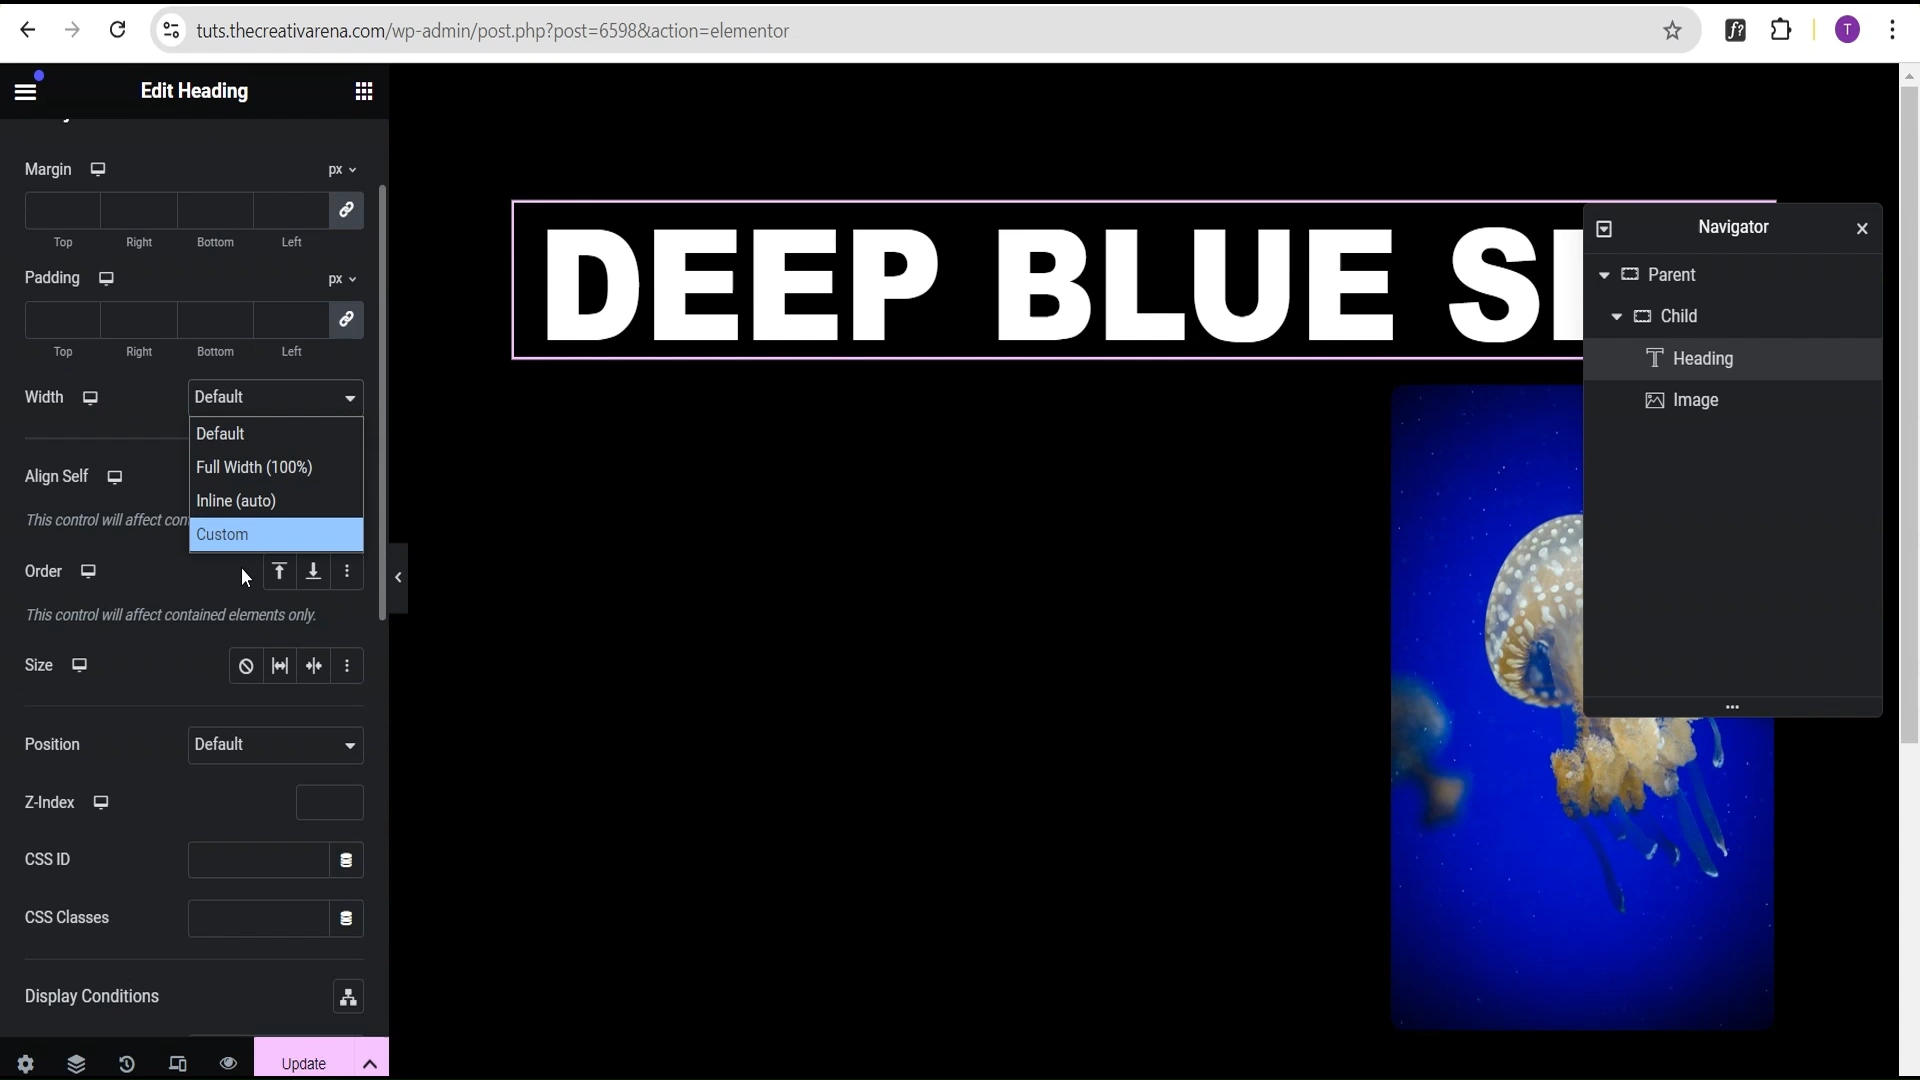 tuts.thecreativarena.com/wp-admin/post.php?post=6598&action=elementor
f?
T
Edit Heading
Margin
px
Top Right Bottom Left
Padding
px
Top Right Bottom Left
Width
Default
Default
Full Width (100%)
Inline (auto)
Custom
Align Self
This control will affect con
Order
This control will affect contained elements only.
Size
Position
Default
Z-Index
CSS ID
CSS Classes
Display Conditions
Update
DEEP BLUE
Navigator
Parent
Child
Heading
Image